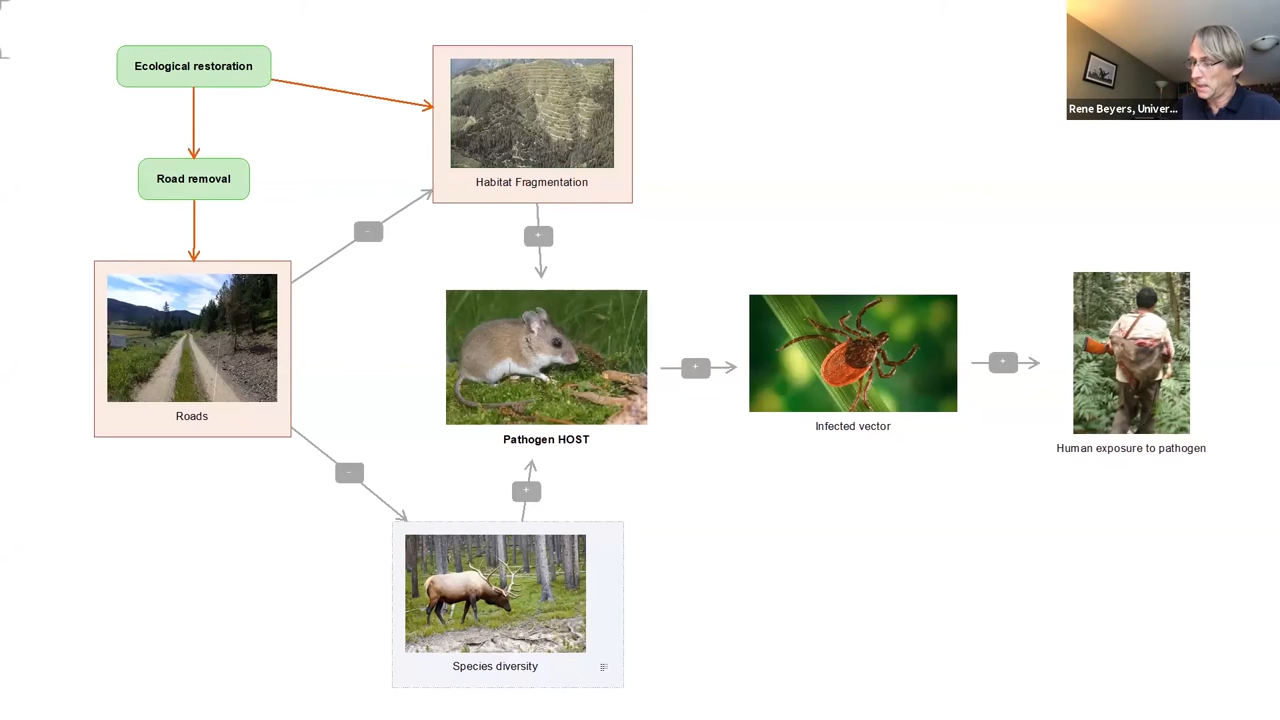 Ecological restoration
Rene Beyers, Univer...
Road removal
Habitat Fragmentation
–
+
Roads
+
+
Pathogen HOST
Infected vector
Human exposure to pathogen
–
+
Species diversity